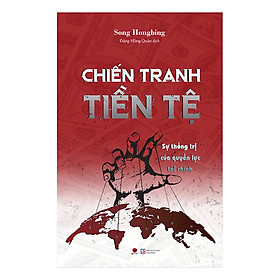 Song Hongbing
Đặng Hồng Quân dịch
CHIẾN TRANH
TIỀN TỆ
Sự thống trị
của quyền lực
tài chính